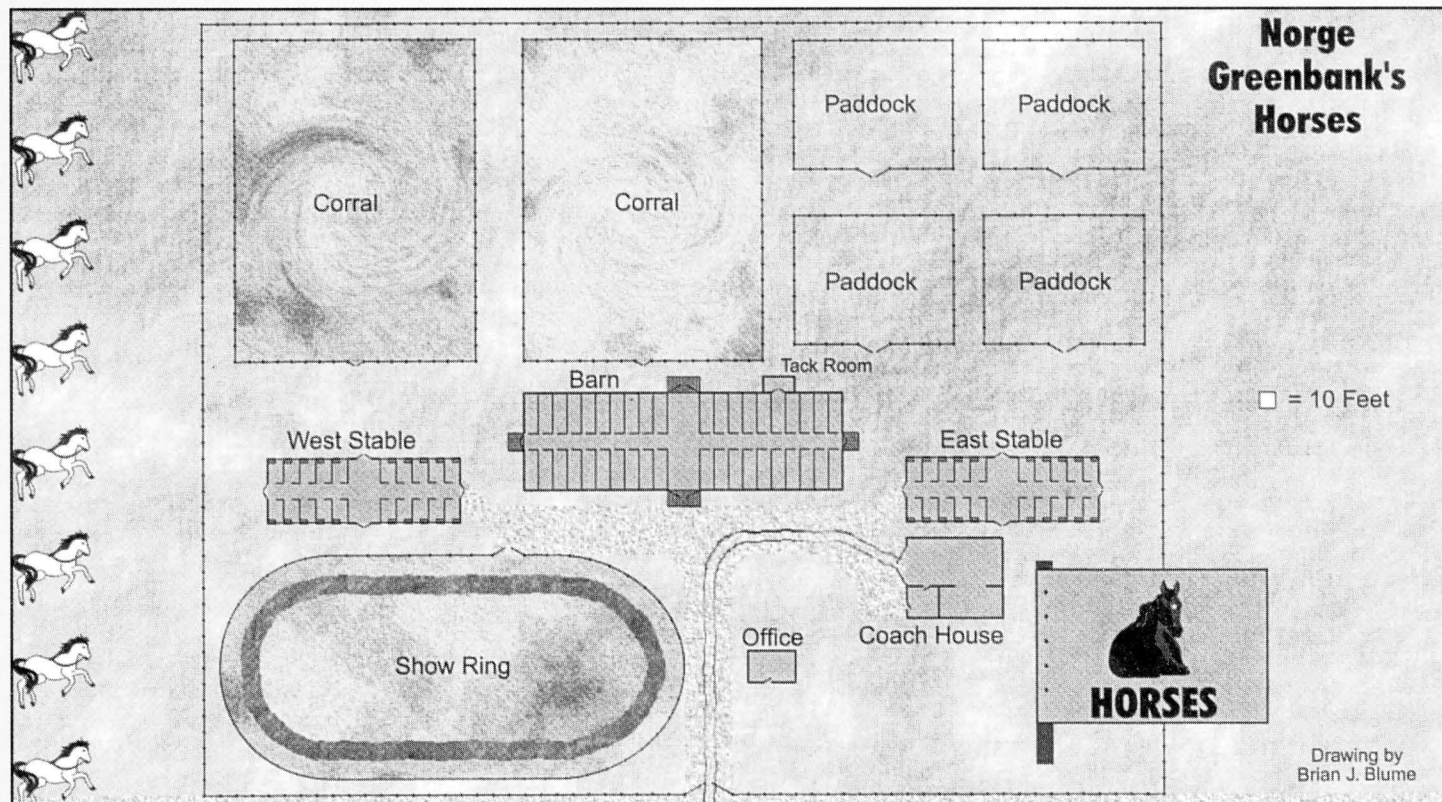 Norge
Greenbank's
Horses
Paddock
Paddock
Corral
Corral
Paddock
Paddock
Tack Room
Barn
= 10 Feet
West Stable
East Stable
Office
Coach House
Show Ring
HORSES
Drawing by
Brian J. Blume